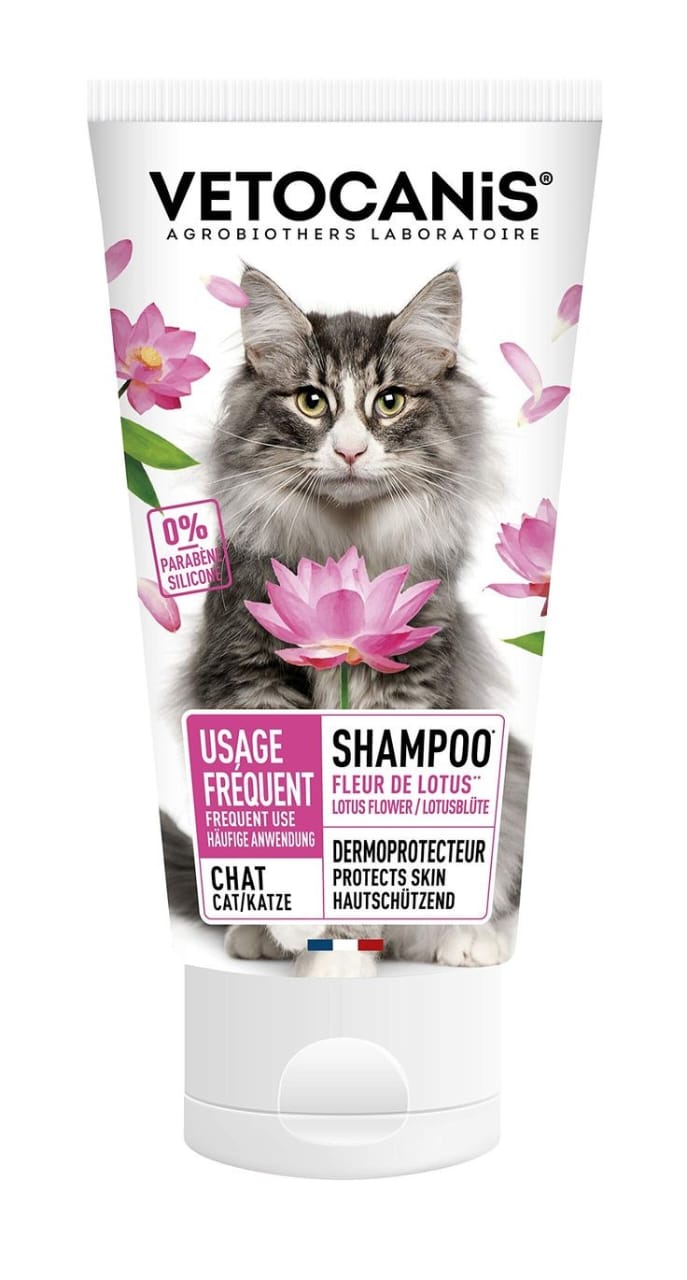 VETOCANiS®
AGROBIOTHERS LABORATOIRE
0%
PARABÈNE
SILICONE
USAGE
FRÉQUENT
FREQUENT USE
HÄUFIGE ANWENDUNG
CHAT
CAT/KATZE
SHAMPOO*
FLEUR DE LOTUS**
LOTUS FLOWER / LOTUSBLÜTE
DERMOPROTECTEUR
PROTECTS SKIN
HAUTSCHÜTZEND